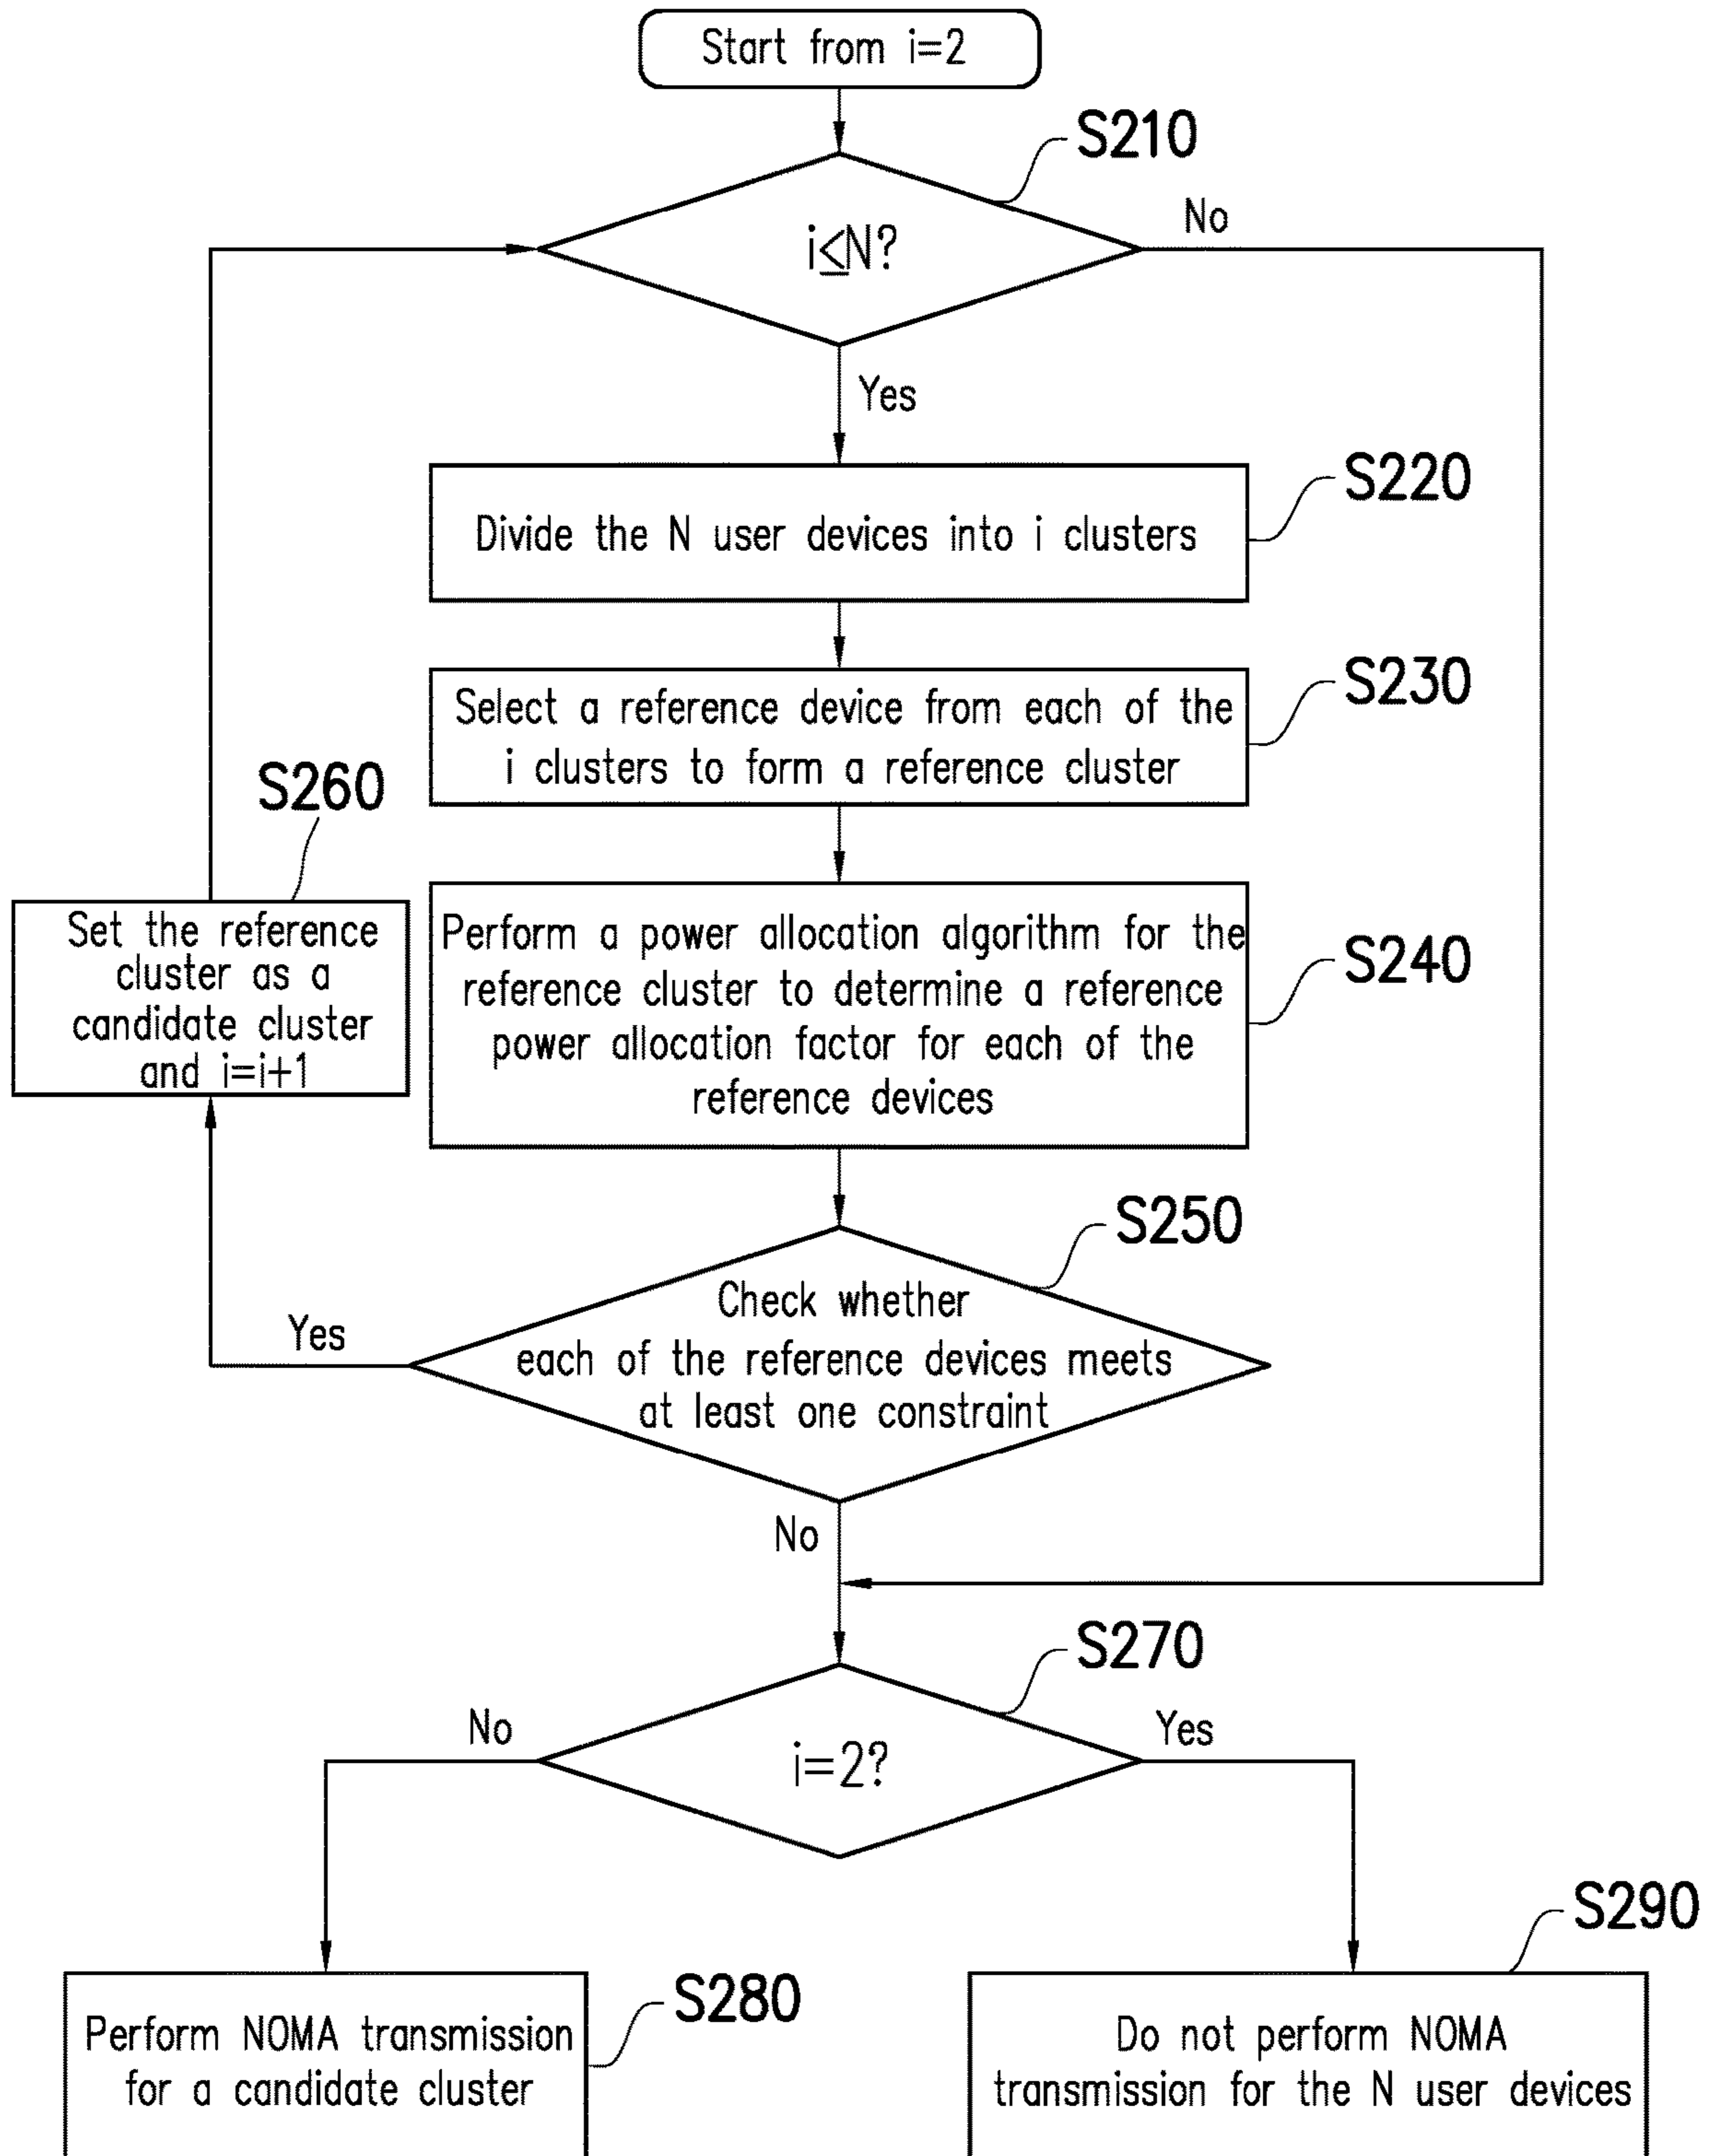 Start from i=2
S210
i≤N?
No
Yes
S220
Divide the N user devices into i clusters
S230
Select a reference device from each of the
i clusters to form a reference cluster
S260
Set the reference
cluster as a
candidate cluster
and i=i+1
S240
Perform a power allocation algorithm for the
reference cluster to determine a reference
power allocation factor for each of the
reference devices
S250
Check whether
each of the reference devices meets
at least one constraint
Yes
No
S270
i=2?
No
Yes
S280
Perform NOMA transmission
for a candidate cluster
S290
Do not perform NOMA
transmission for the N user devices